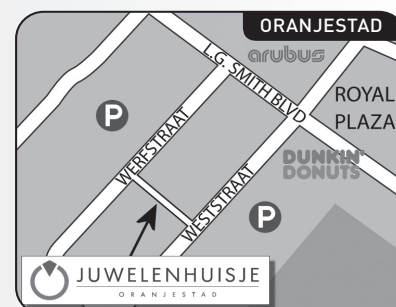 ORANJESTAD
arubus
L.G. SMITH BLVD
ROYAL
PLAZA
P
WERFSTRAAT
DUNKIN'
DONUTS
WESTSTRAAT
P
JUWELENHUISJE
ORANJESTAD